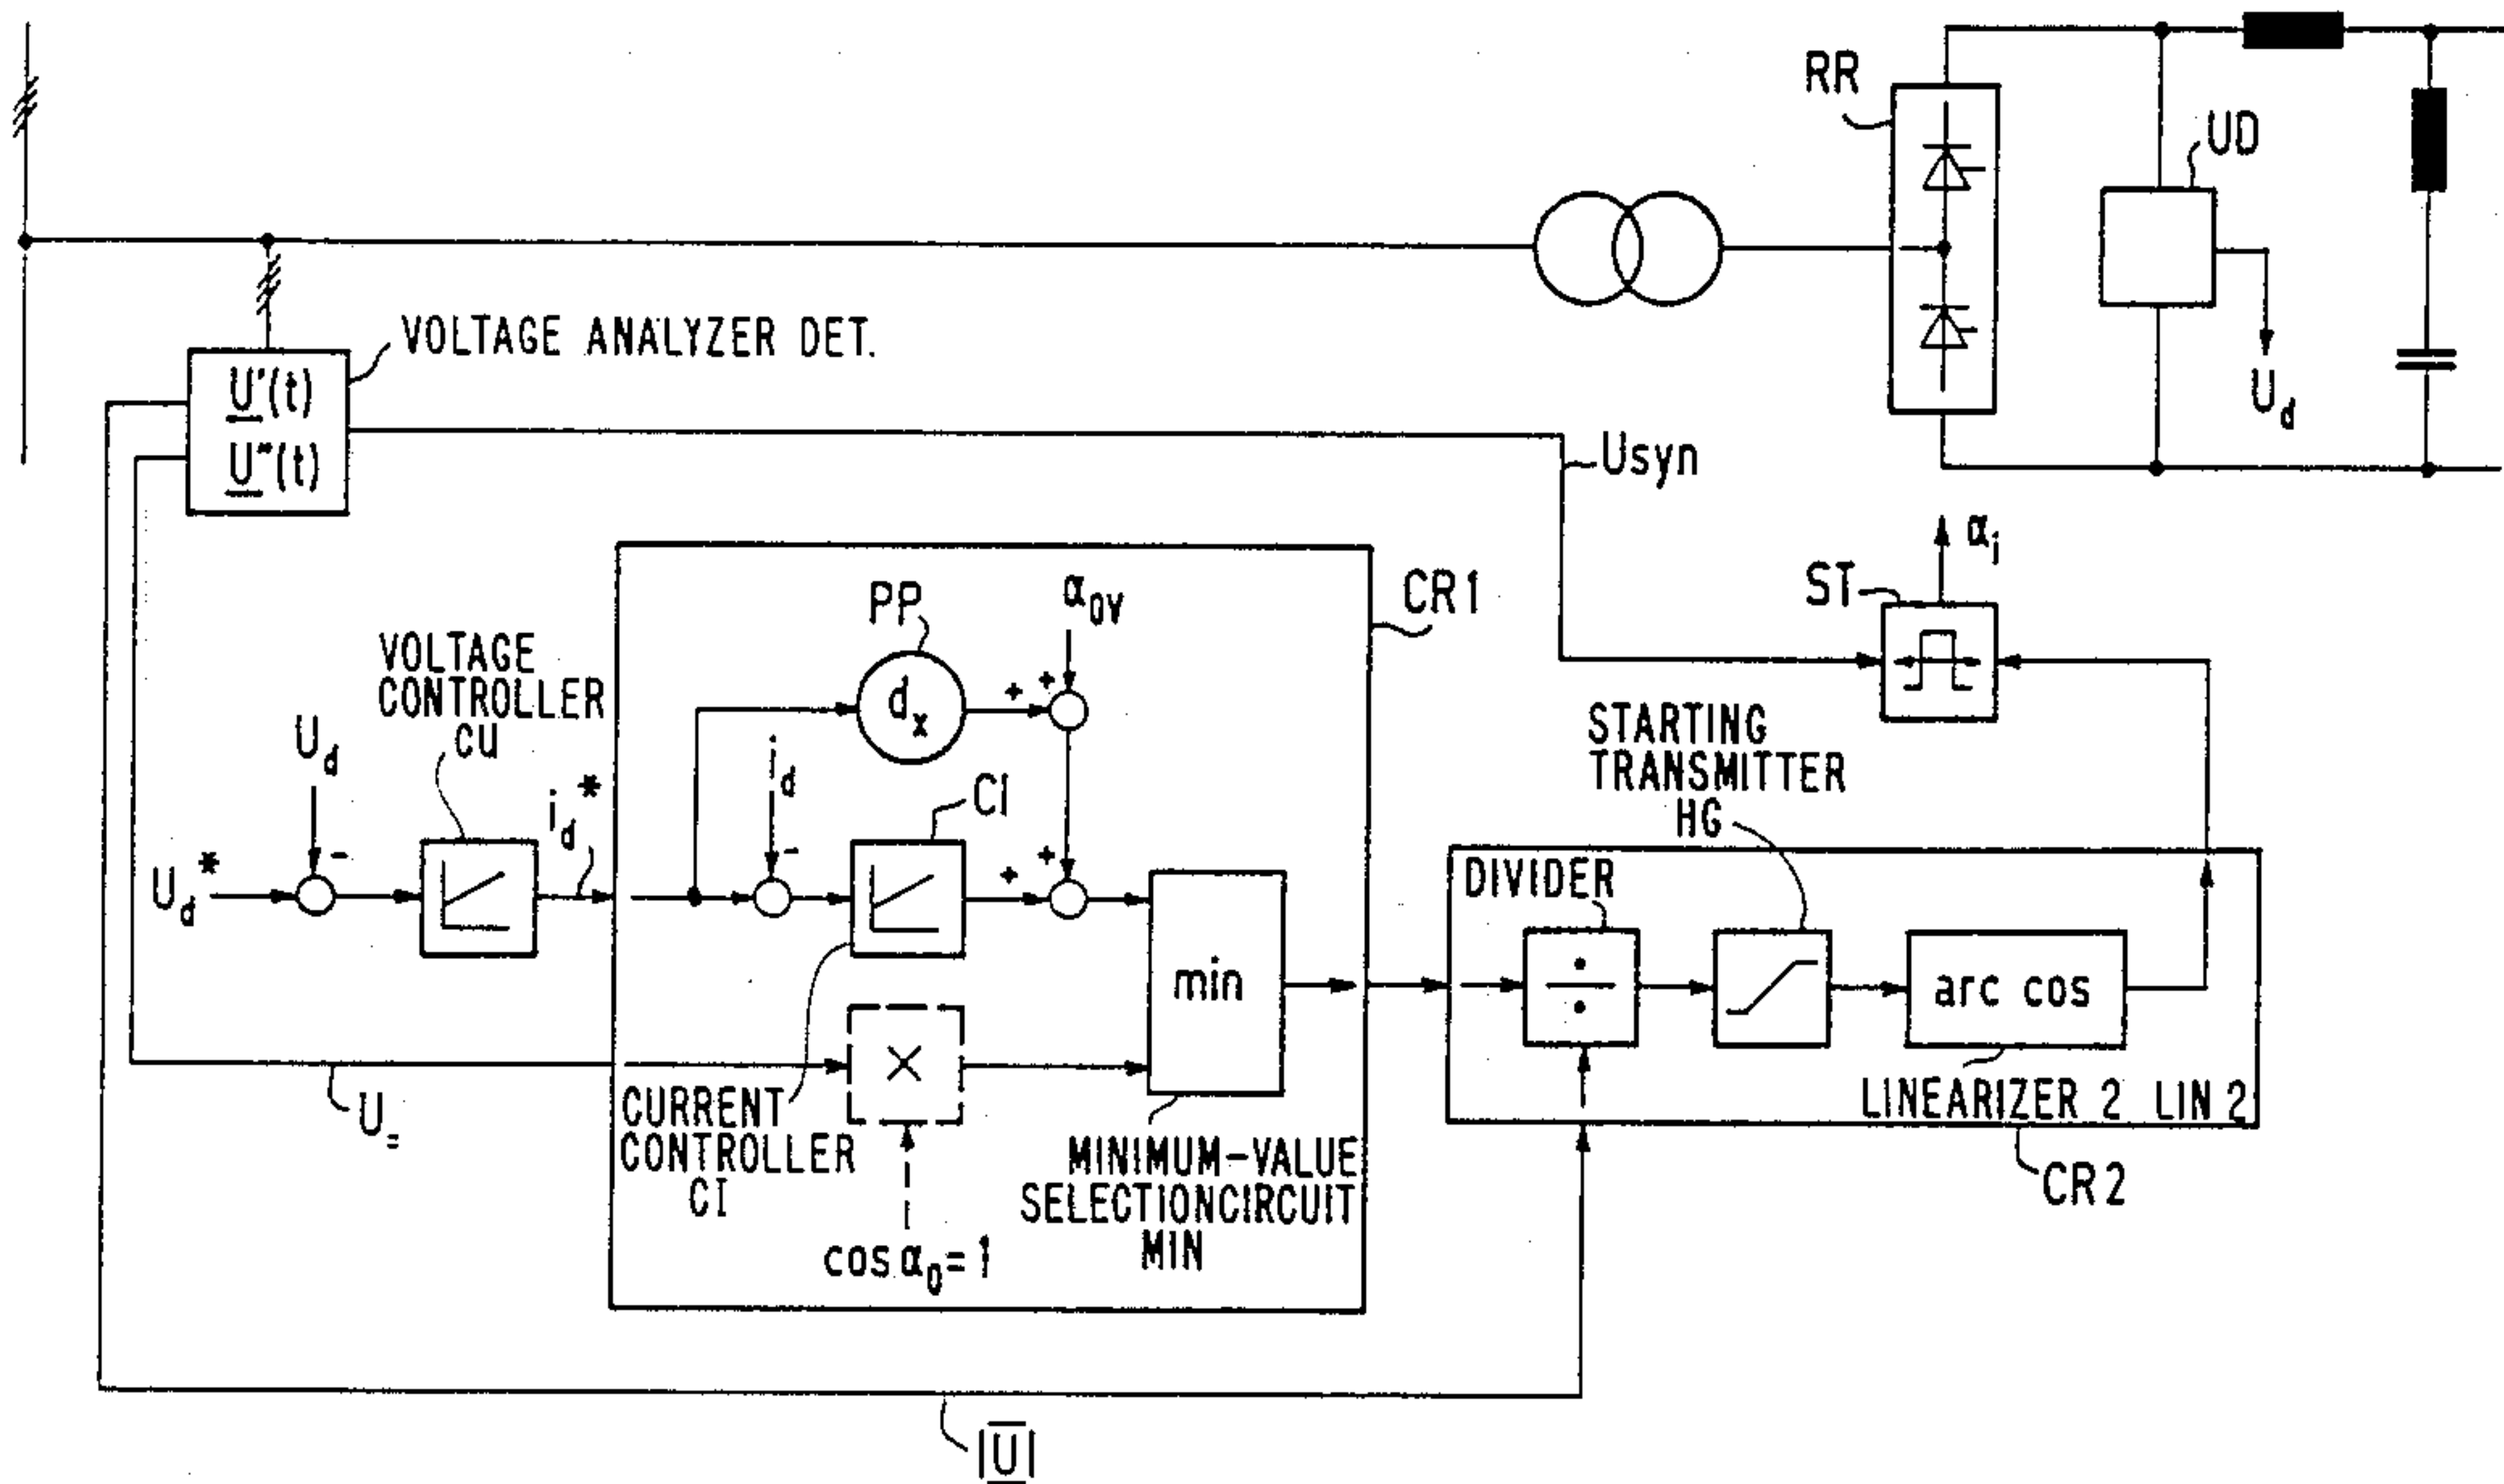 RR
UD
U_d
VOLTAGE ANALYZER DET.
U'(t)
U"(t)
Usyn
α_i
ST
CR1
PP
α_0v
d_x
VOLTAGE
CONTROLLER
CU
U_d
i_d*
i_d
CI
U_d*
-
-
+
+
+
+
STARTING
TRANSMITTER
HG
DIVIDER
÷
min
arc cos
×
LINEARIZER 2 LIN 2
CR2
U_=
CURRENT
CONTROLLER
CI
MINIMUM-VALUE
SELECTIONCIRCUIT
MIN
cos α_0=1
|U|